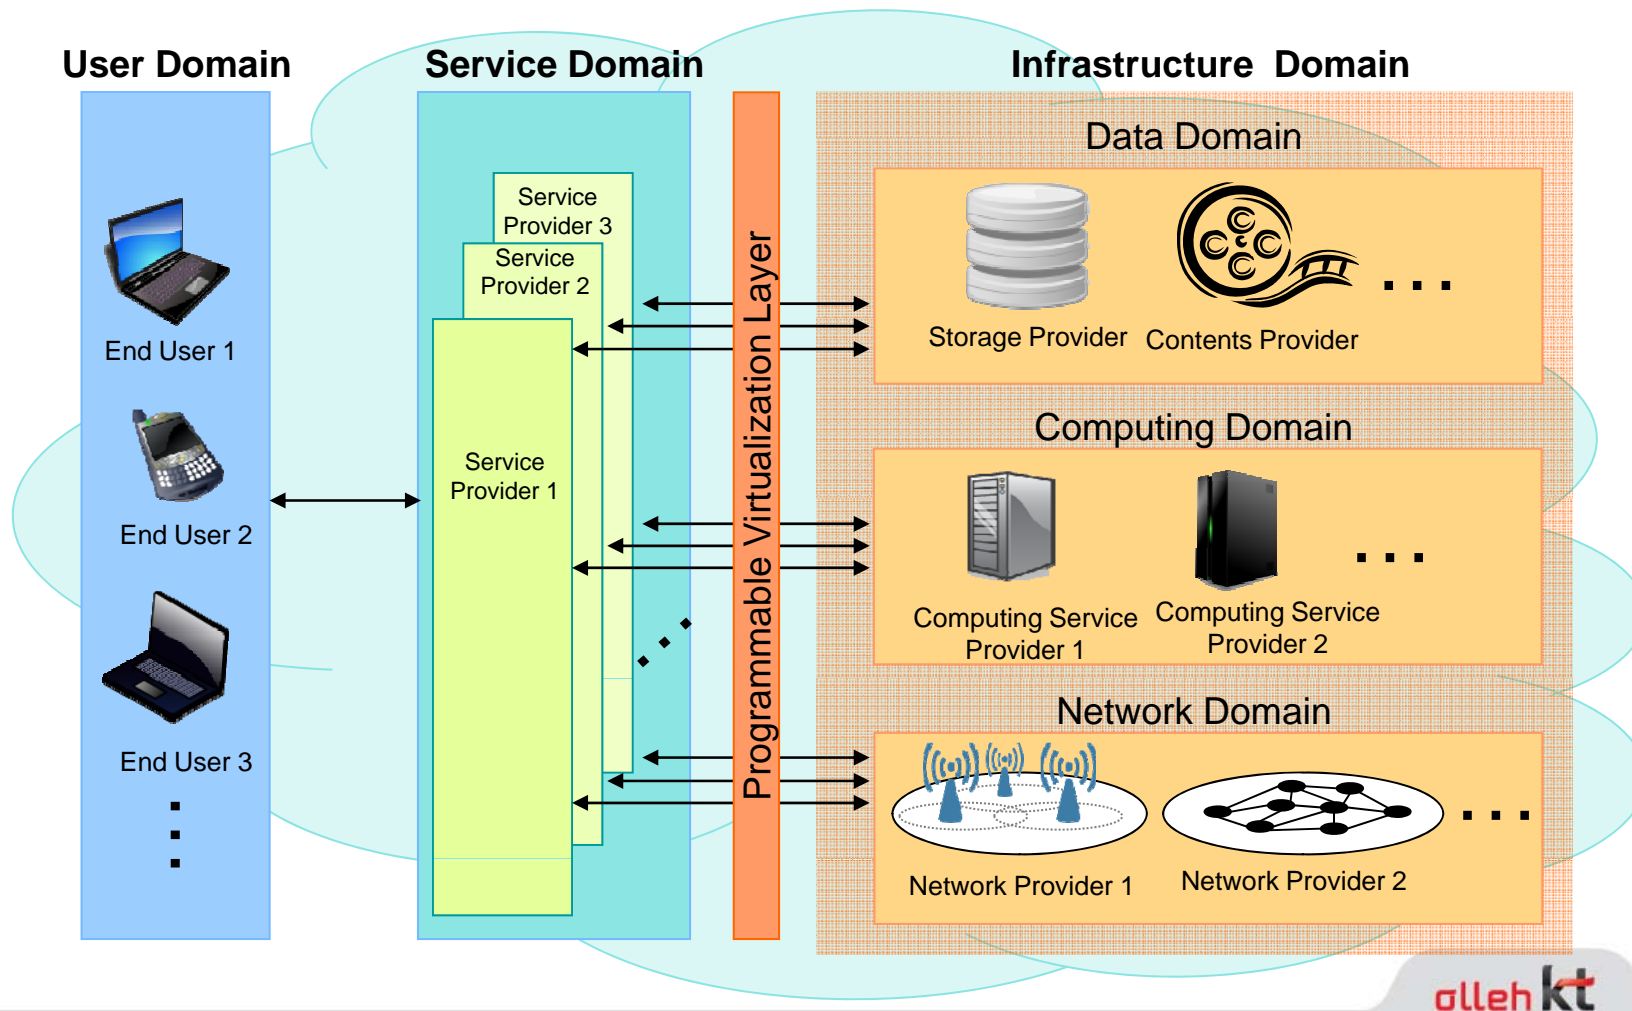 User Domain
Service Domain
Infrastructure Domain
End User 1
End User 2
End User 3
Service
Provider 3
Service
Provider 2
Service
Provider 1
Programmable Virtualization Layer
Data Domain
Storage Provider
Contents Provider
. . .
Computing Domain
Computing Service
Provider 1
Computing Service
Provider 2
. . .
Network Domain
Network Provider 1
Network Provider 2
. . .
olleh kt